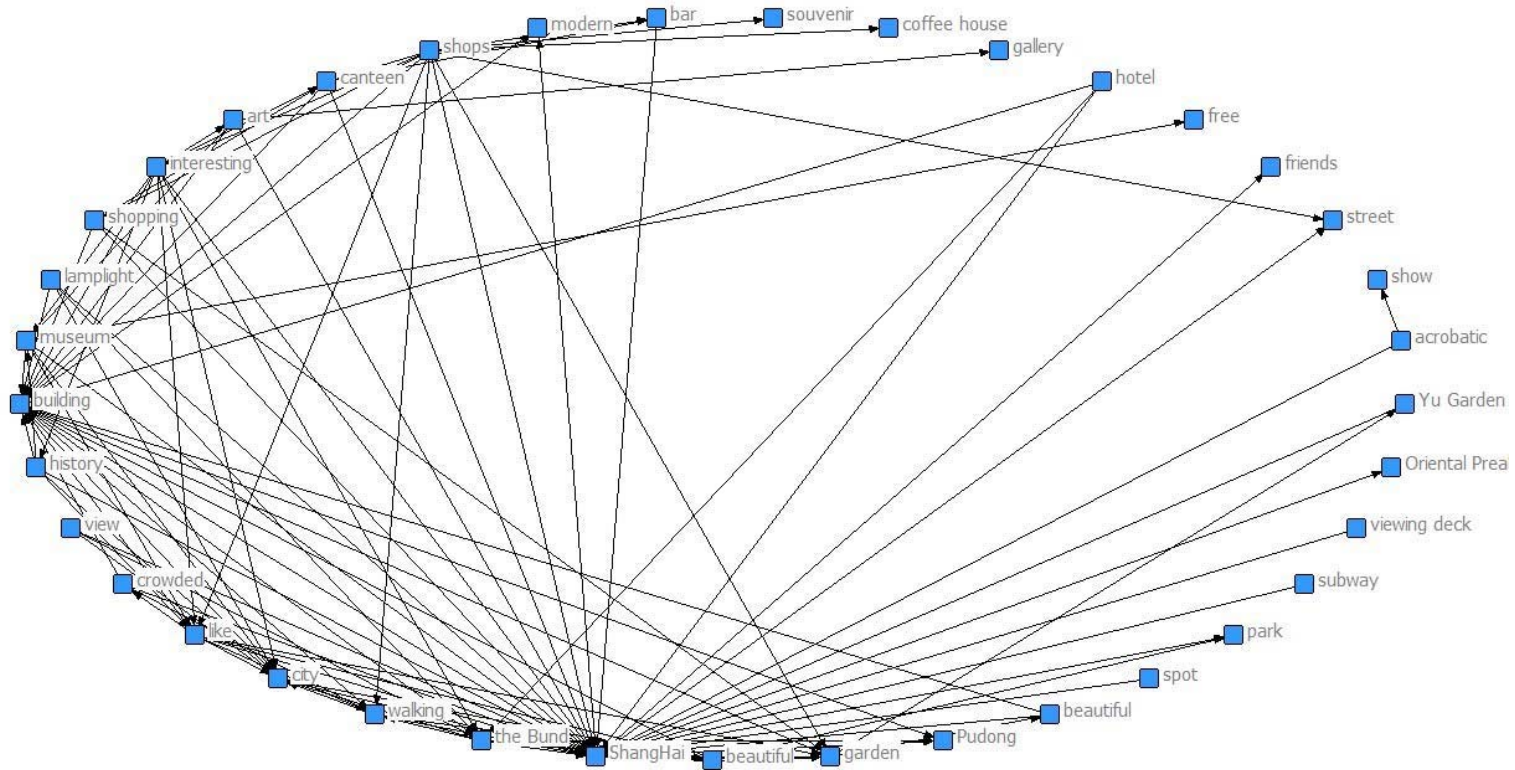 modern
bar
souvenir
coffee house
shops
gallery
canteen
hotel
art
free
interesting
friends
shopping
street
lamplight
show
museum
acrobatic
building
Yu Garden
history
Oriental Preal
view
viewing deck
crowded
subway
like
park
city
spot
walking
beautiful
the Bund
Pudong
ShangHai
beautiful
garden